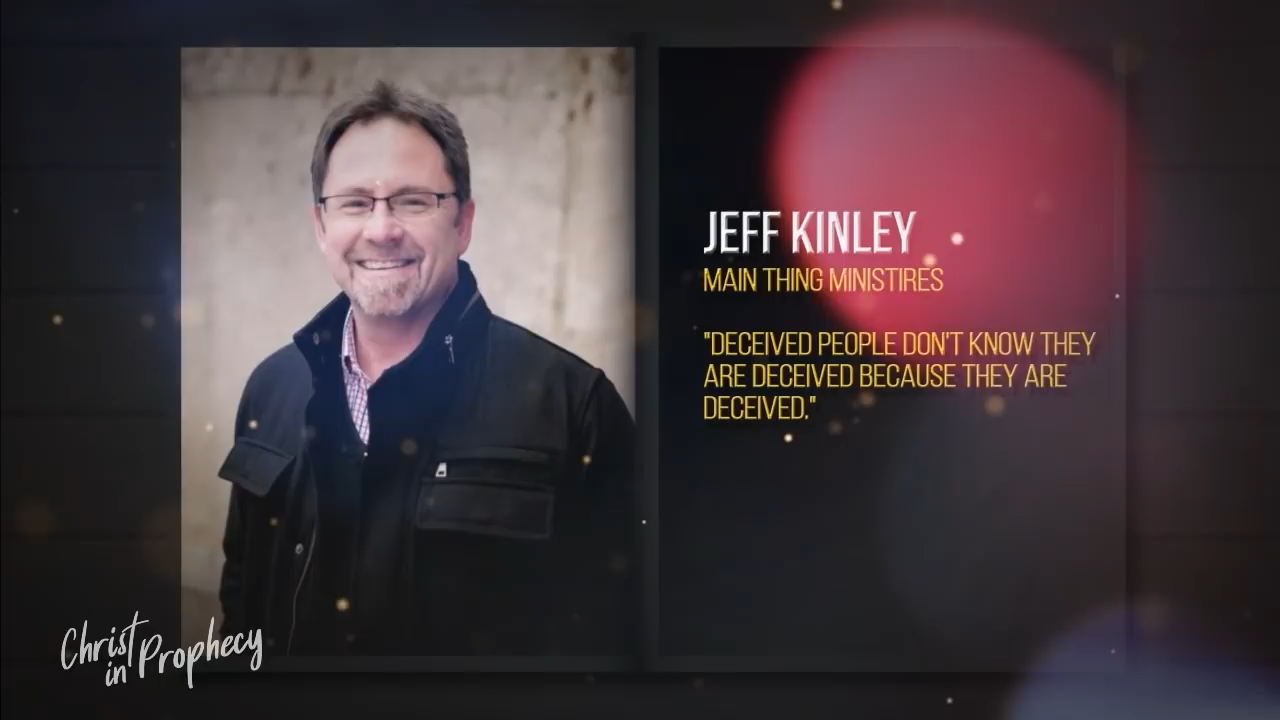 JEFF KINLEY
MAIN THING MINISTIRES
"DECEIVED PEOPLE DON'T KNOW THEY
ARE DECEIVED BECAUSE THEY ARE
DECEIVED."
Christ
in Prophecy